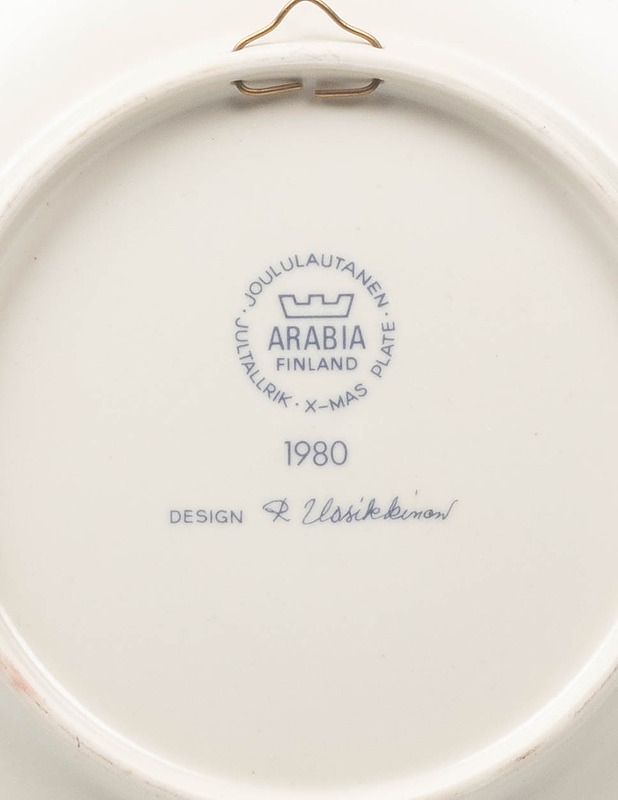 · JOULULAUTANEN ·
JULTALLRIK · X-MAS PLATE
ARABIA
FINLAND
1980
DESIGN R Uosikkinen